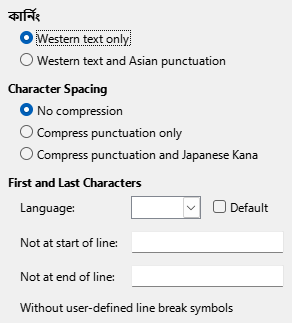 কার্নিং
Western text only
Western text and Asian punctuation
Character Spacing
No compression
Compress punctuation only
Compress punctuation and Japanese Kana
First and Last Characters
Language: Default
Not at start of line:
Not at end of line:
Without user-defined line break symbols